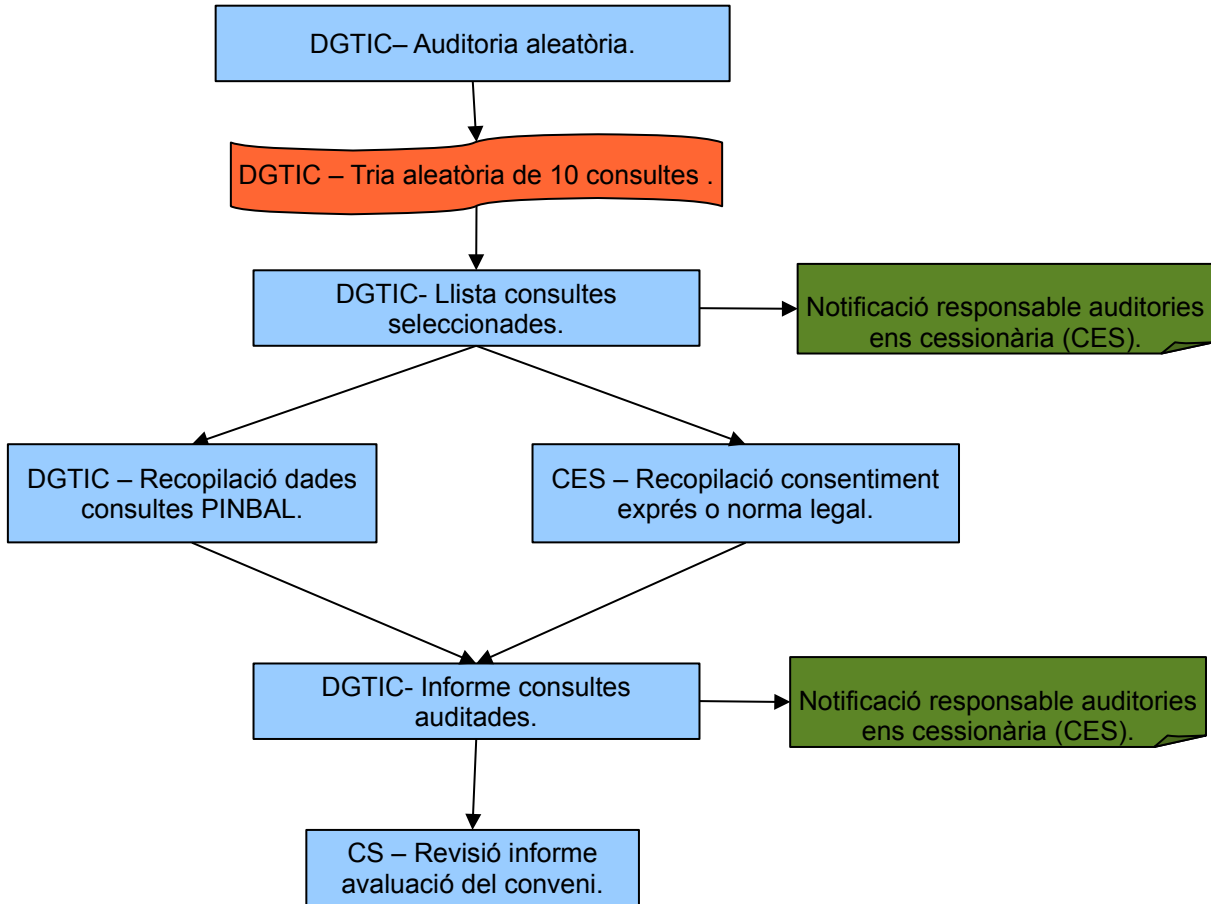 DGTIC– Auditoria aleatòria.
DGTIC – Tria aleatòria de 10 consultes .
DGTIC- Llista consultes
seleccionades.
Notificació responsable auditories
ens cessionària (CES).
DGTIC – Recopilació dades
consultes PINBAL.
CES – Recopilació consentiment
exprés o norma legal.
DGTIC- Informe consultes
auditades.
Notificació responsable auditories
ens cessionària (CES).
CS – Revisió informe
avaluació del conveni.